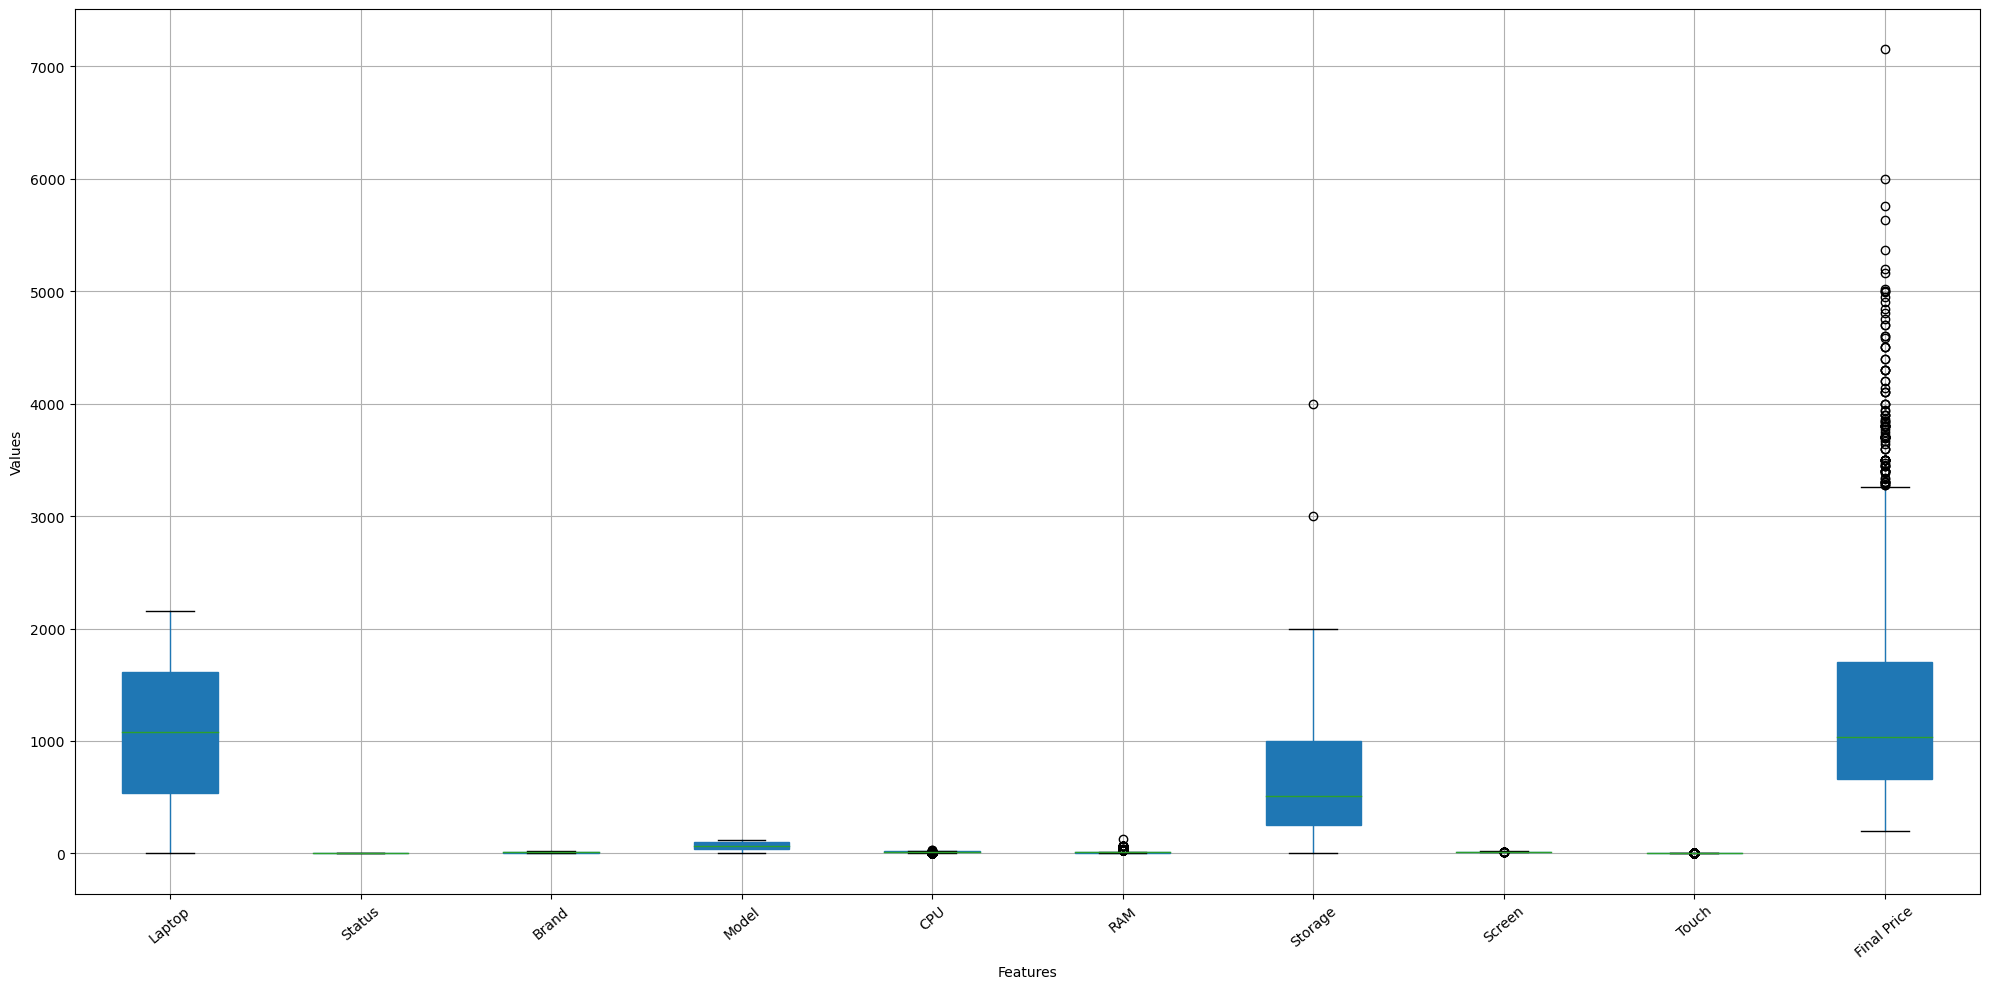 7000
6000
5000
4000
3000
2000
1000
0
Values
Laptop
Status
Brand
Model
CPU
RAM
Storage
Screen
Touch
Final Price
Features